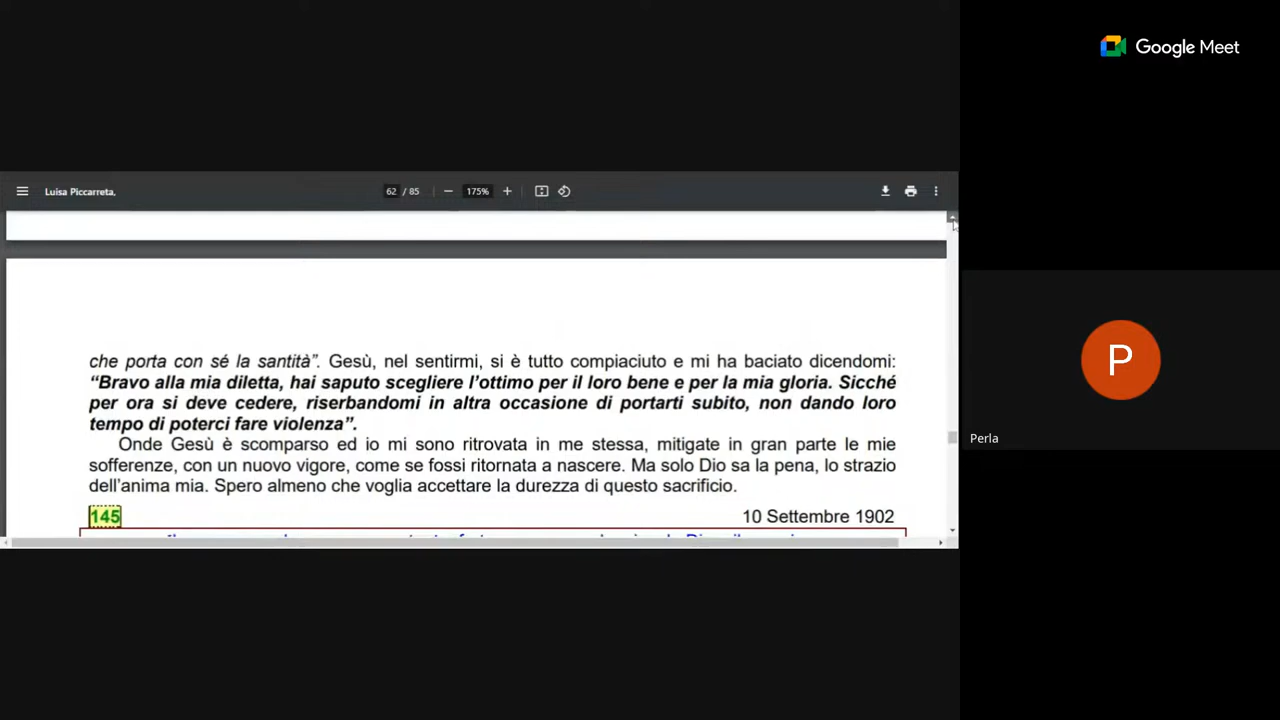 Google Meet
Luisa Piccarreta,
62 / 85
175%
che porta con sé la santità”. Gesù, nel sentirmi, si è tutto compiaciuto e mi ha baciato dicendomi:
“Bravo alla mia diletta, hai saputo scegliere l’ottimo per il loro bene e per la mia gloria. Sicché
per ora si deve cedere, riserbandomi in altra occasione di portarti subito, non dando loro
tempo di poterci fare violenza”.
Onde Gesù è scomparso ed io mi sono ritrovata in me stessa, mitigate in gran parte le mie
sofferenze, con un nuovo vigore, come se fossi ritornata a nascere. Ma solo Dio sa la pena, lo strazio
dell’anima mia. Spero almeno che voglia accettare la durezza di questo sacrificio.
145 10 Settembre 1902
P
Perla